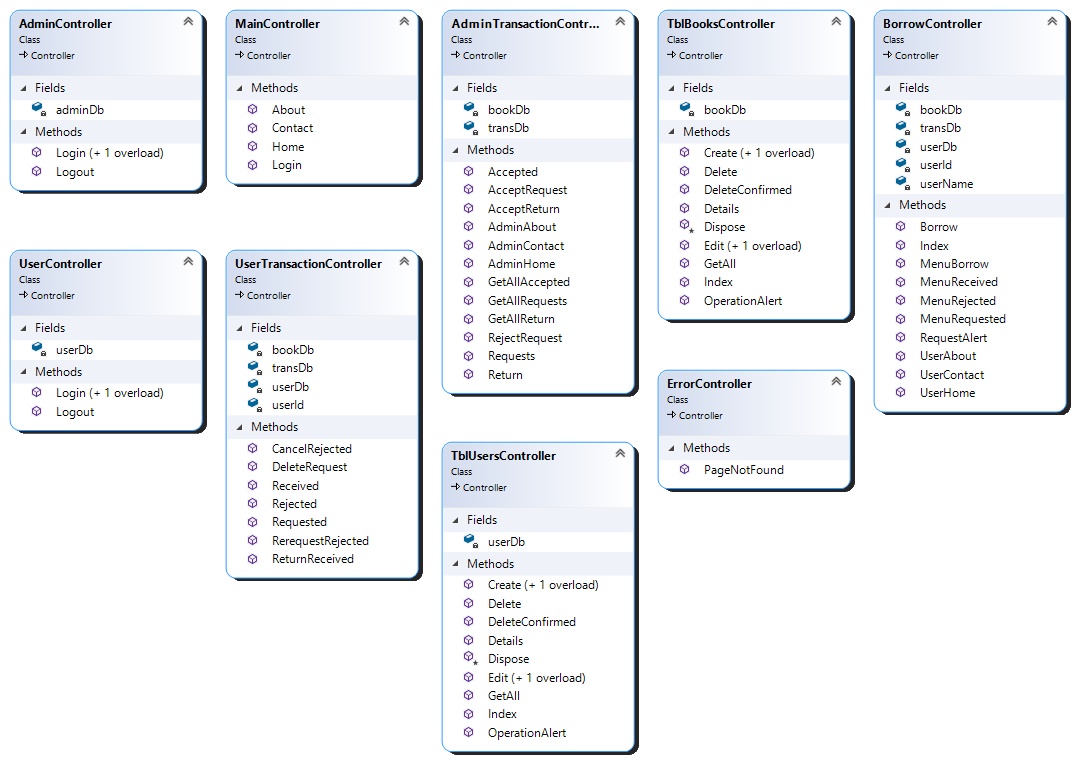 AdminController
Class
Controller
Fields
adminDb
Methods
Login (+ 1 overload)
Logout
MainController
Class
Controller
Methods
About
Contact
Home
Login
AdminTransactionContr...
Class
Controller
Fields
bookDb
transDb
Methods
Accepted
AcceptRequest
AcceptReturn
AdminAbout
AdminContact
AdminHome
GetAllAccepted
GetAllRequests
GetAllReturn
RejectRequest
Requests
Return
TblBooksController
Class
Controller
Fields
bookDb
Methods
Create (+ 1 overload)
Delete
DeleteConfirmed
Details
Dispose
Edit (+ 1 overload)
GetAll
Index
OperationAlert
BorrowController
Class
Controller
Fields
bookDb
transDb
userDb
userId
userName
Methods
Borrow
Index
MenuBorrow
MenuReceived
MenuRejected
MenuRequested
RequestAlert
UserAbout
UserContact
UserHome
UserController
Class
Controller
Fields
userDb
Methods
Login (+ 1 overload)
Logout
UserTransactionController
Class
Controller
Fields
bookDb
transDb
userDb
userId
Methods
CancelRejected
DeleteRequest
Received
Rejected
Requested
RerequestRejected
ReturnReceived
TblUsersController
Class
Controller
Fields
userDb
Methods
Create (+ 1 overload)
Delete
DeleteConfirmed
Details
Dispose
Edit (+ 1 overload)
GetAll
Index
OperationAlert
ErrorController
Class
Controller
Methods
PageNotFound